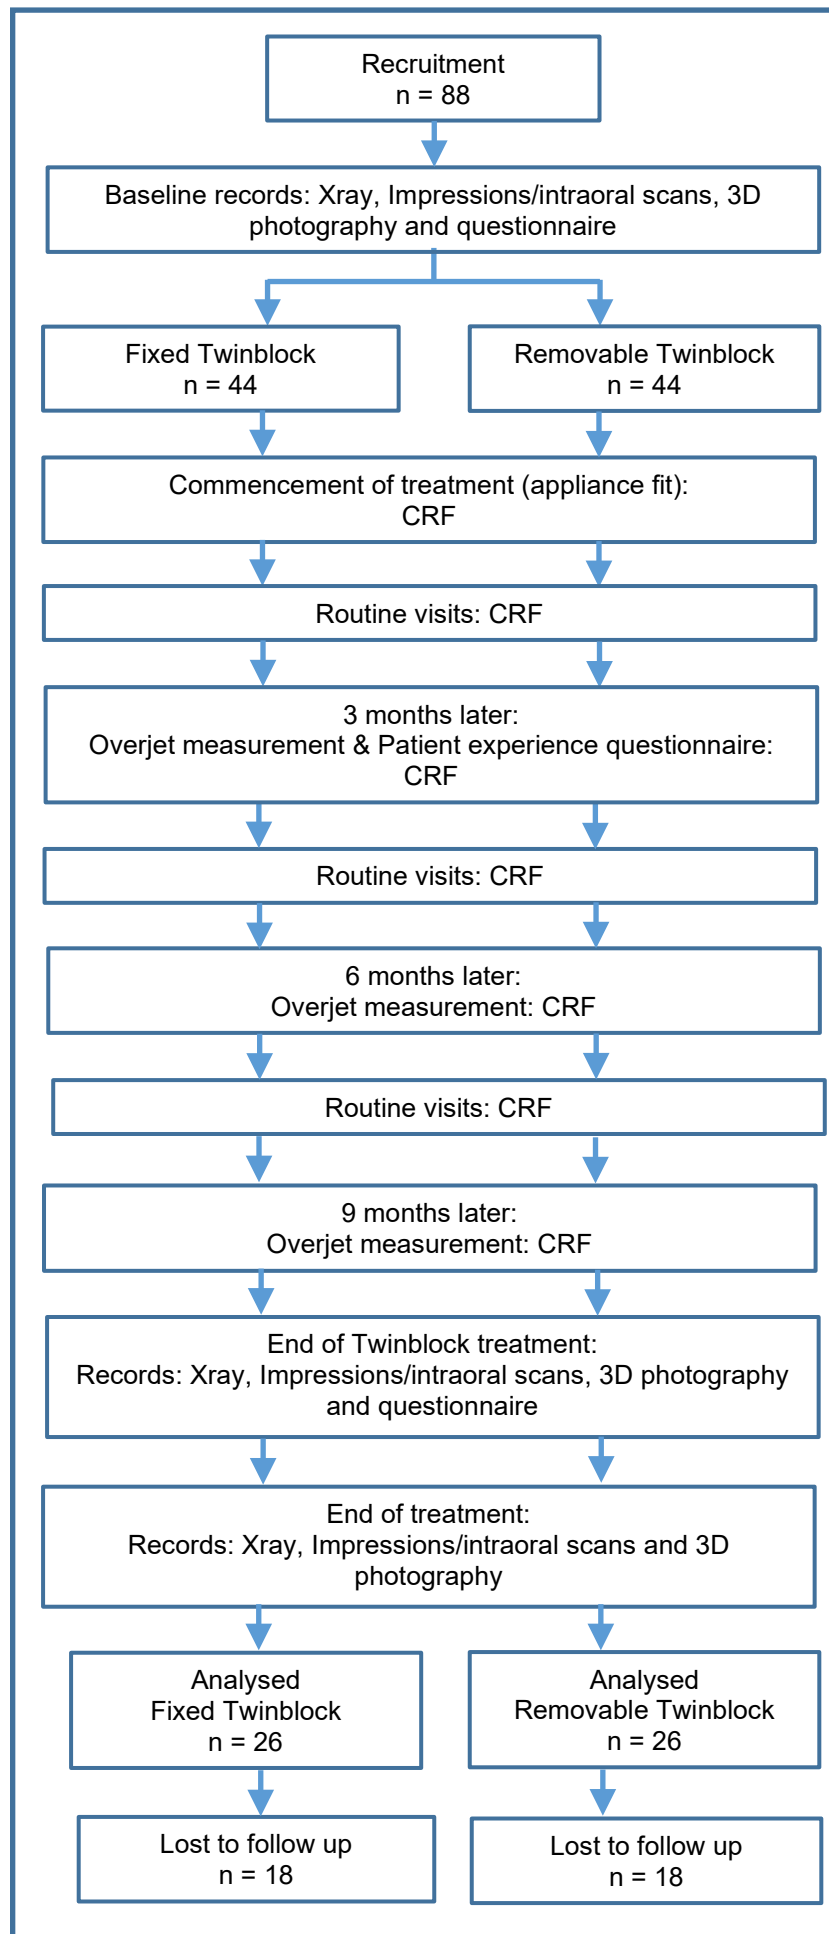 Recruitment
n = 88
Baseline records: Xray, Impressions/intraoral scans, 3D
photography and questionnaire
Fixed Twinblock
n = 44
Removable Twinblock
n = 44
Commencement of treatment (appliance fit):
CRF
Routine visits: CRF
3 months later:
Overjet measurement & Patient experience questionnaire:
CRF
Routine visits: CRF
6 months later:
Overjet measurement: CRF
Routine visits: CRF
9 months later:
Overjet measurement: CRF
End of Twinblock treatment:
Records: Xray, Impressions/intraoral scans, 3D photography
and questionnaire
End of treatment:
Records: Xray, Impressions/intraoral scans and 3D
photography
Analysed
Fixed Twinblock
n = 26
Analysed
Removable Twinblock
n = 26
Lost to follow up
n = 18
Lost to follow up
n = 18